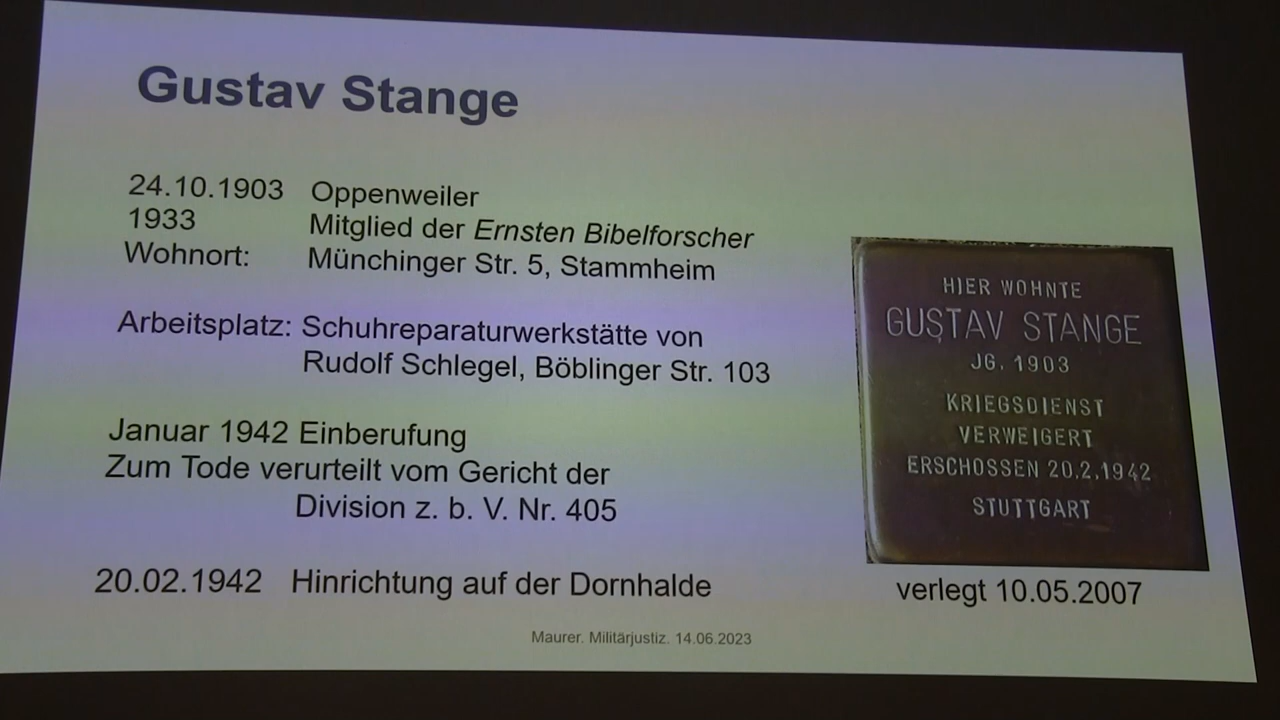 Gustav Stange
24.10.1903 Oppenweiler
1933 Mitglied der Ernsten Bibelforscher
Wohnort: Münchinger Str. 5, Stammheim
Arbeitsplatz: Schuhreparaturwerkstätte von
Rudolf Schlegel, Böblinger Str. 103
Januar 1942 Einberufung
Zum Tode verurteilt vom Gericht der
Division z. b. V. Nr. 405
20.02.1942 Hinrichtung auf der Dornhalde
HIER WOHNTE
GUSTAV STANGE
JG. 1903
KRIEGSDIENST
VERWEIGERT
ERSCHOSSEN 20.2.1942
STUTTGART
verlegt 10.05.2007
Maurer. Militärjustiz. 14.06.2023